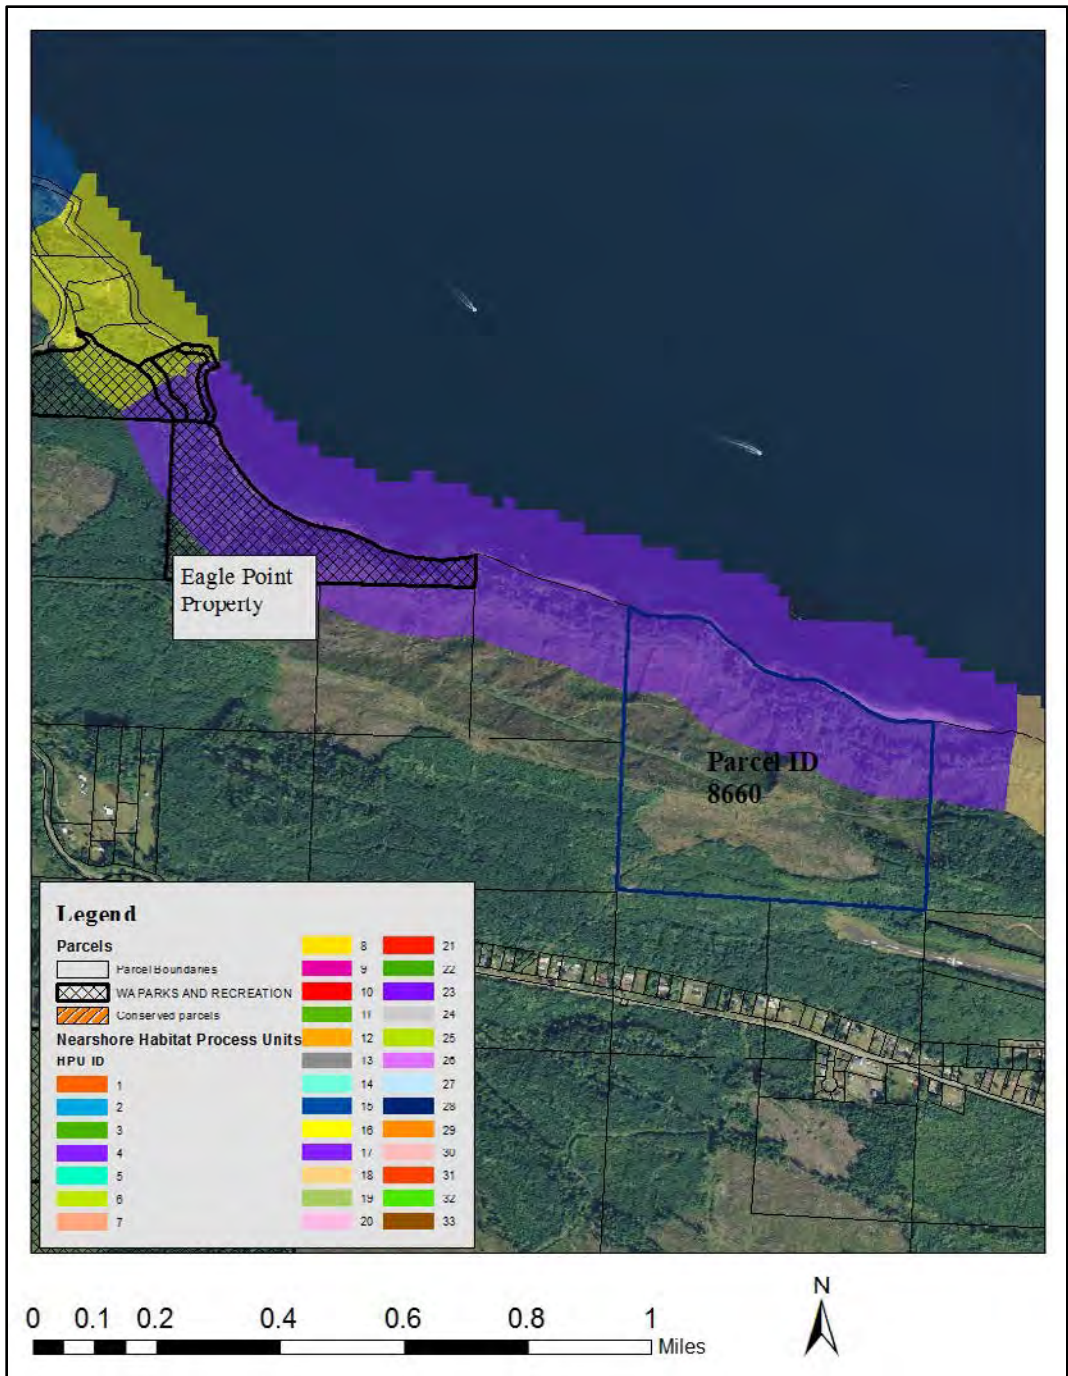 Eagle Point
Property
Parcel ID
8660
Legend
Parcels
Parcel Boundaries
WA PARKS AND RECREATION
Conserved parcels
Nearshore Habitat Process Units
HPU ID
1
2
3
4
5
6
7
8
9
10
11
12
13
14
15
16
17
18
19
20
21
22
23
24
25
26
27
28
29
30
31
32
33
N
0 0.1 0.2 0.4 0.6 0.8 1
Miles